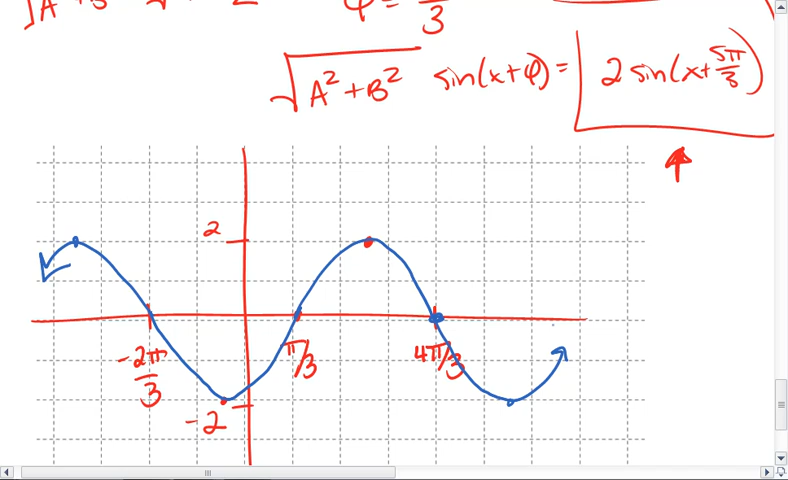 φ = 3
√A² + B² sin(x+φ) = 2 sin(x + 5π/3)
2
-2π/3
π/3
4π/3
-2